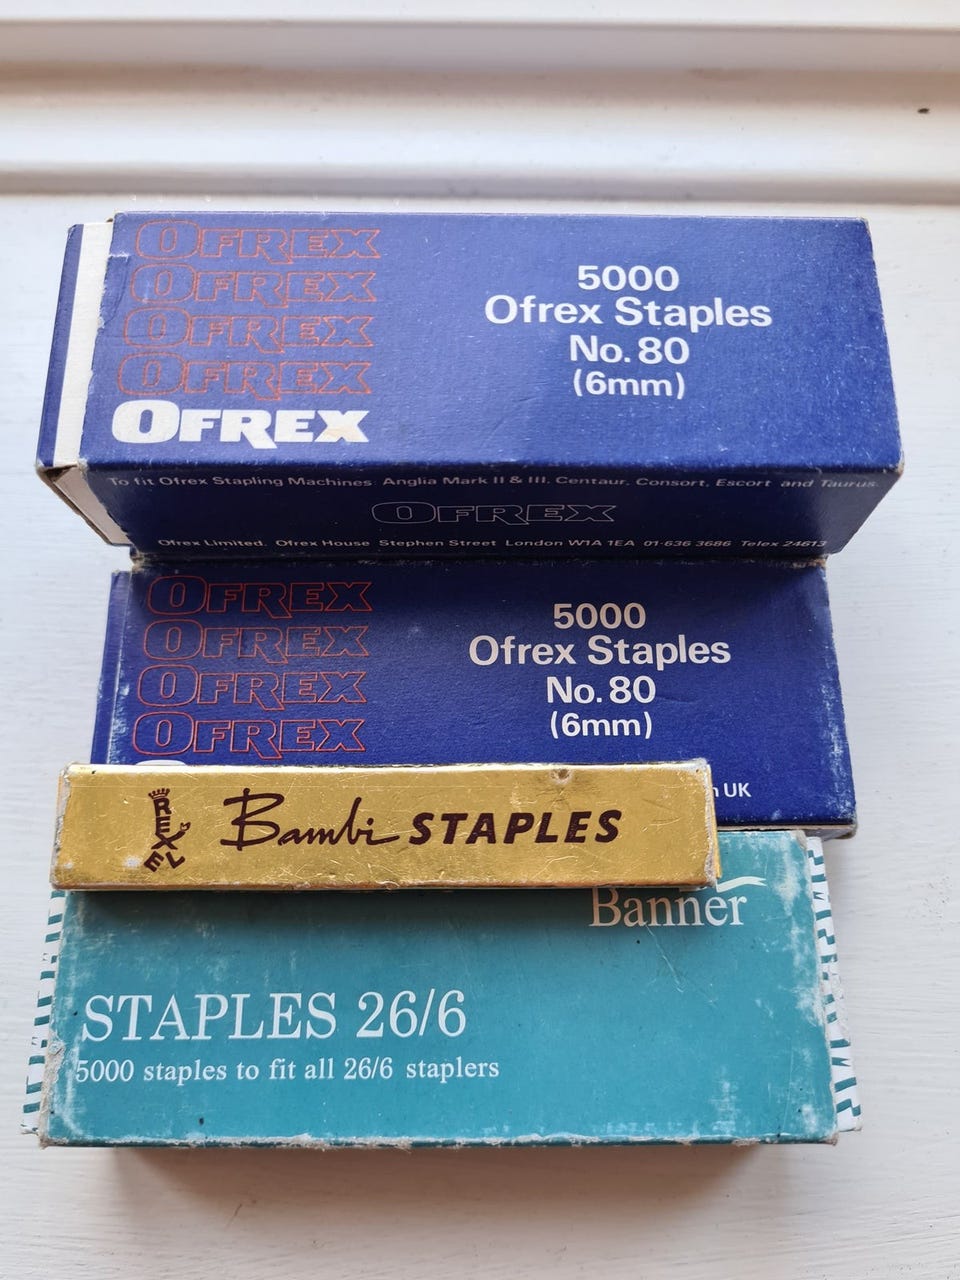 OFREX
OFREX
OFREX
OFREX
OFREX
5000
Ofrex Staples
No. 80
(6mm)
To fit Ofrex Stapling Machines Anglia Mark II & III, Centaur, Consort, Escort and Taurus.
OFREX
Ofrex Limited. Ofrex House Stephen Street London W1A 1EA 01-636 3686 Telex 24613
OFREX
OFREX
OFREX
OFREX
5000
Ofrex Staples
No. 80
(6mm)
UK
REXEL
Bambi STAPLES
Banner
STAPLES 26/6
5000 staples to fit all 26/6 staplers